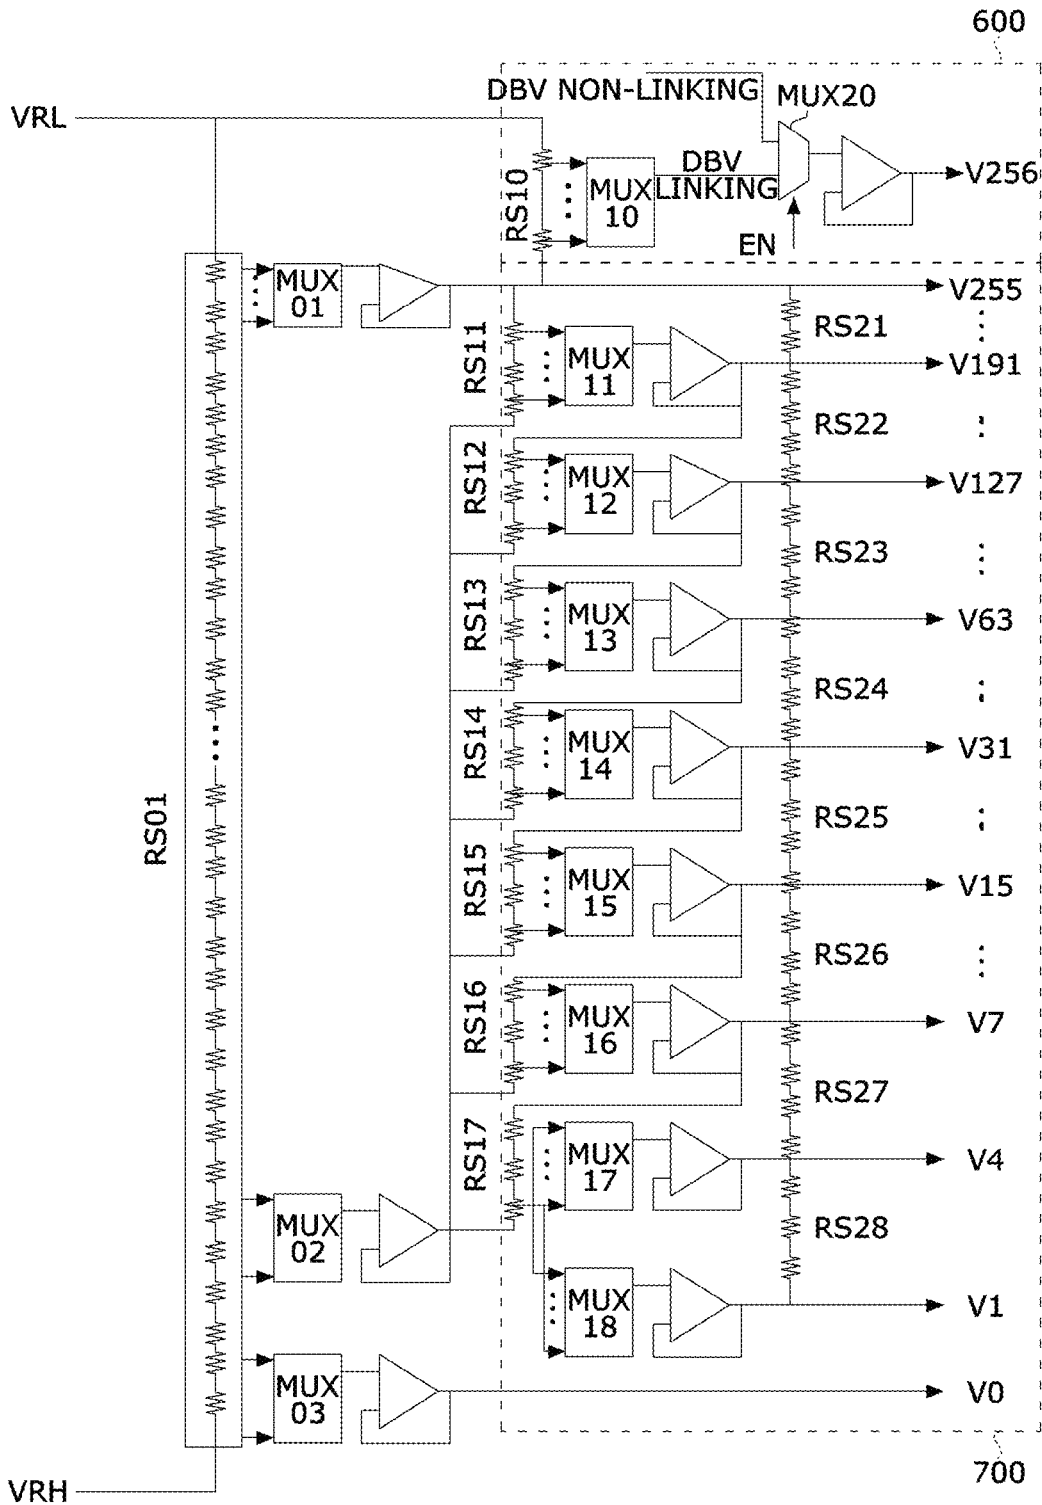 600
DBV NON-LINKING
MUX20
VRL
DBV
LINKING
MUX
10
RS10
V256
EN
MUX
01
V255
RS11
RS21
MUX
11
V191
RS22
RS12
MUX
12
V127
RS23
RS13
MUX
13
V63
RS24
RS14
MUX
14
V31
RS01
RS25
RS15
MUX
15
V15
RS26
RS16
MUX
16
V7
RS27
RS17
MUX
17
V4
MUX
02
RS28
MUX
18
V1
MUX
03
V0
VRH
700